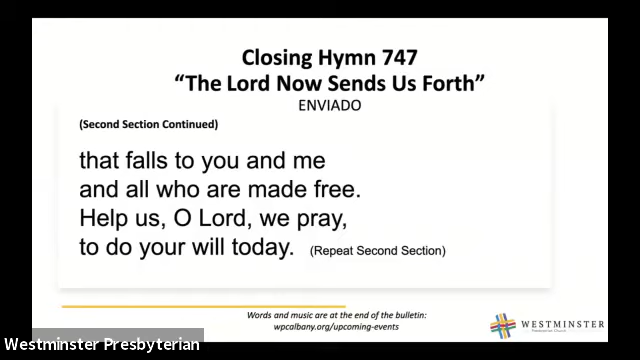 Closing Hymn 747
“The Lord Now Sends Us Forth”
ENVIADO
(Second Section Continued)
that falls to you and me
and all who are made free.
Help us, O Lord, we pray,
to do your will today. (Repeat Second Section)
Words and music are at the end of the bulletin:
wpcalbany.org/upcoming-events
WESTMINSTER
Presbyterian Church
Westminster Presbyterian